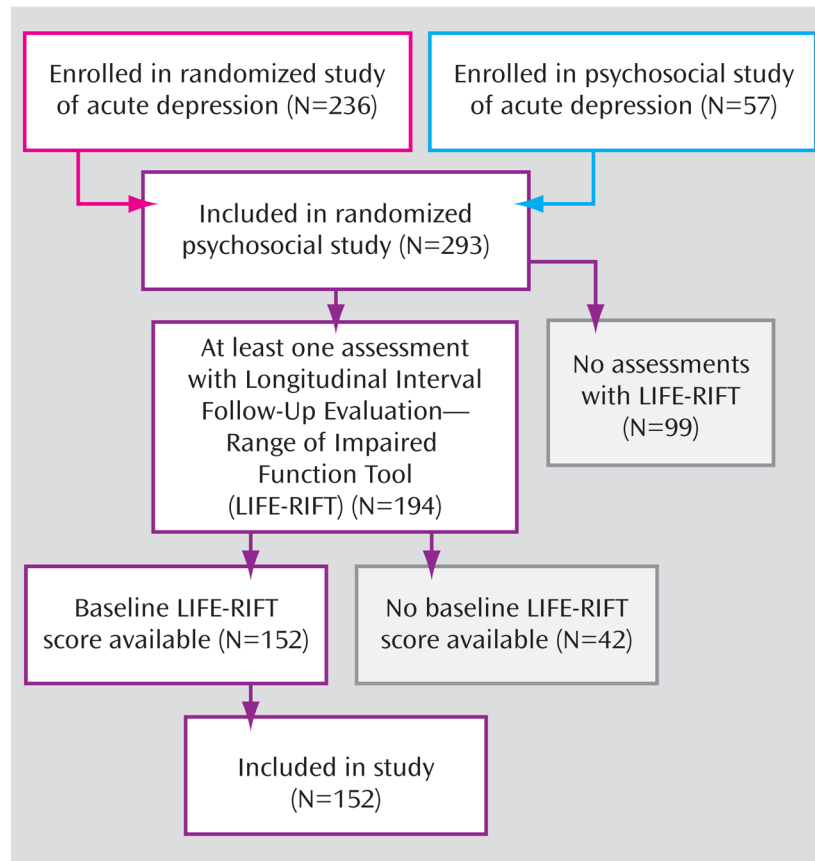 Enrolled in randomized study
of acute depression (N=236)
Enrolled in psychosocial study
of acute depression (N=57)
Included in randomized
psychosocial study (N=293)
At least one assessment
with Longitudinal Interval
Follow-Up Evaluation—
Range of Impaired
Function Tool
(LIFE-RIFT) (N=194)
No assessments
with LIFE-RIFT
(N=99)
Baseline LIFE-RIFT
score available (N=152)
No baseline LIFE-RIFT
score available (N=42)
Included in study
(N=152)